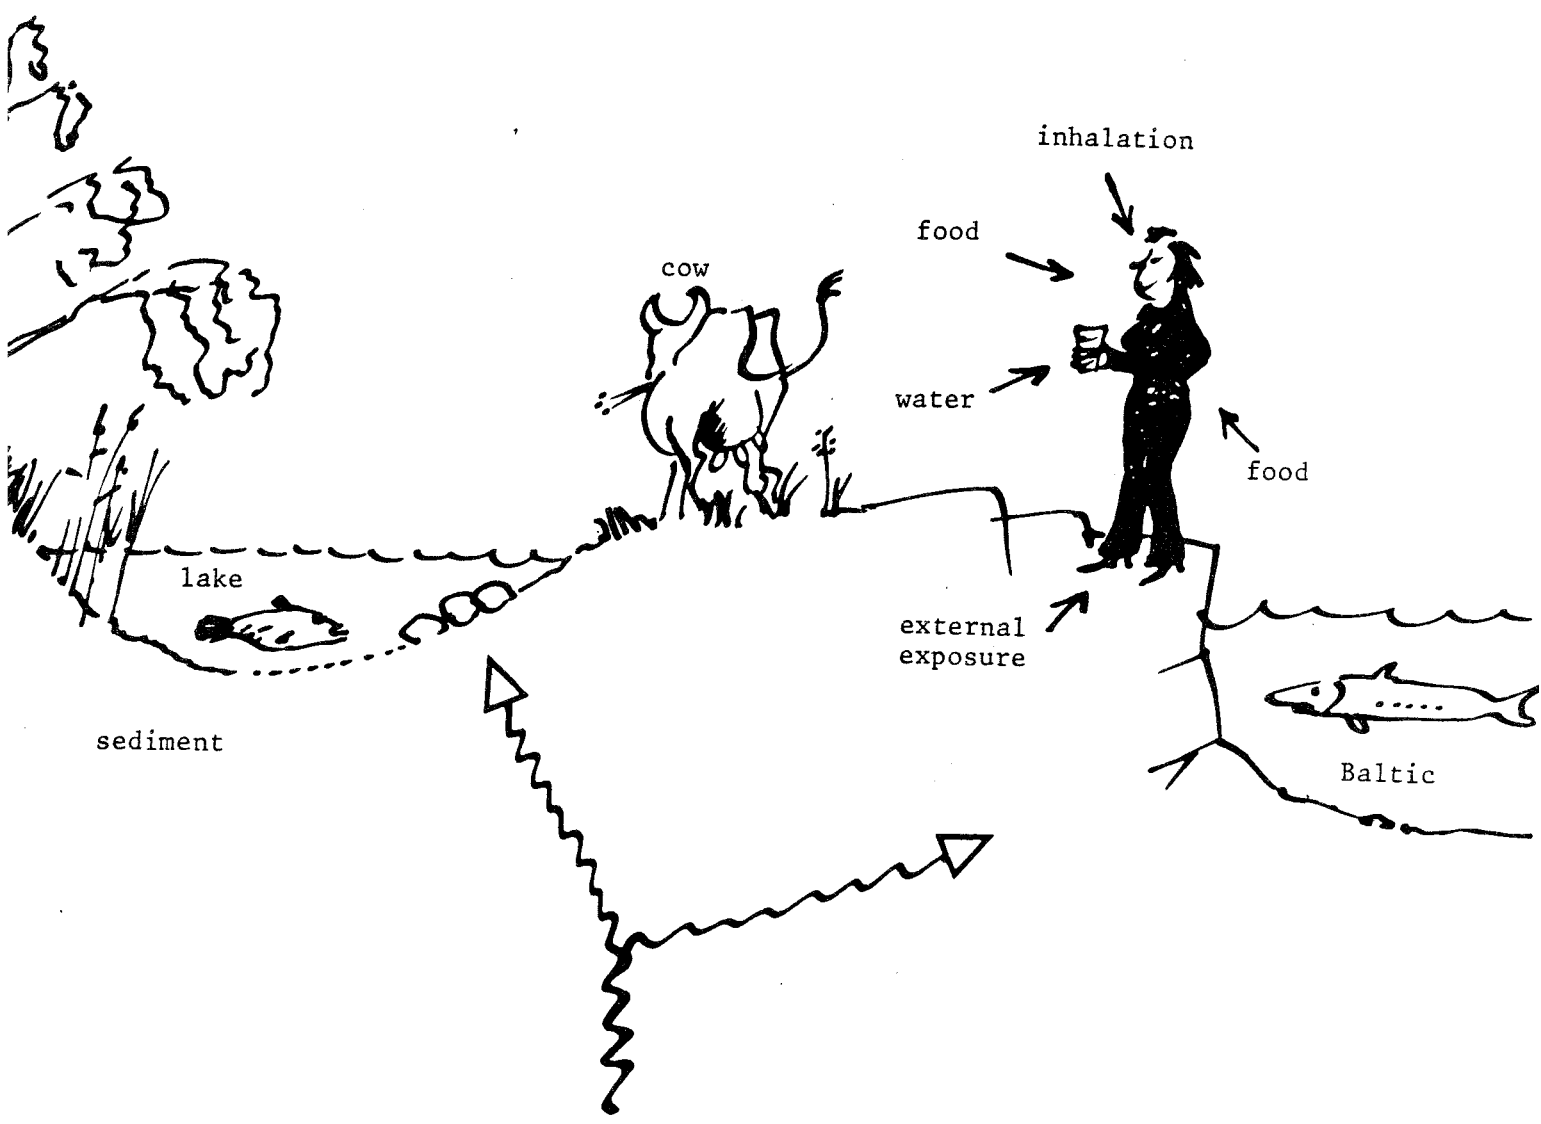 inhalation
food
cow
water
food
lake
external
exposure
sediment
Baltic